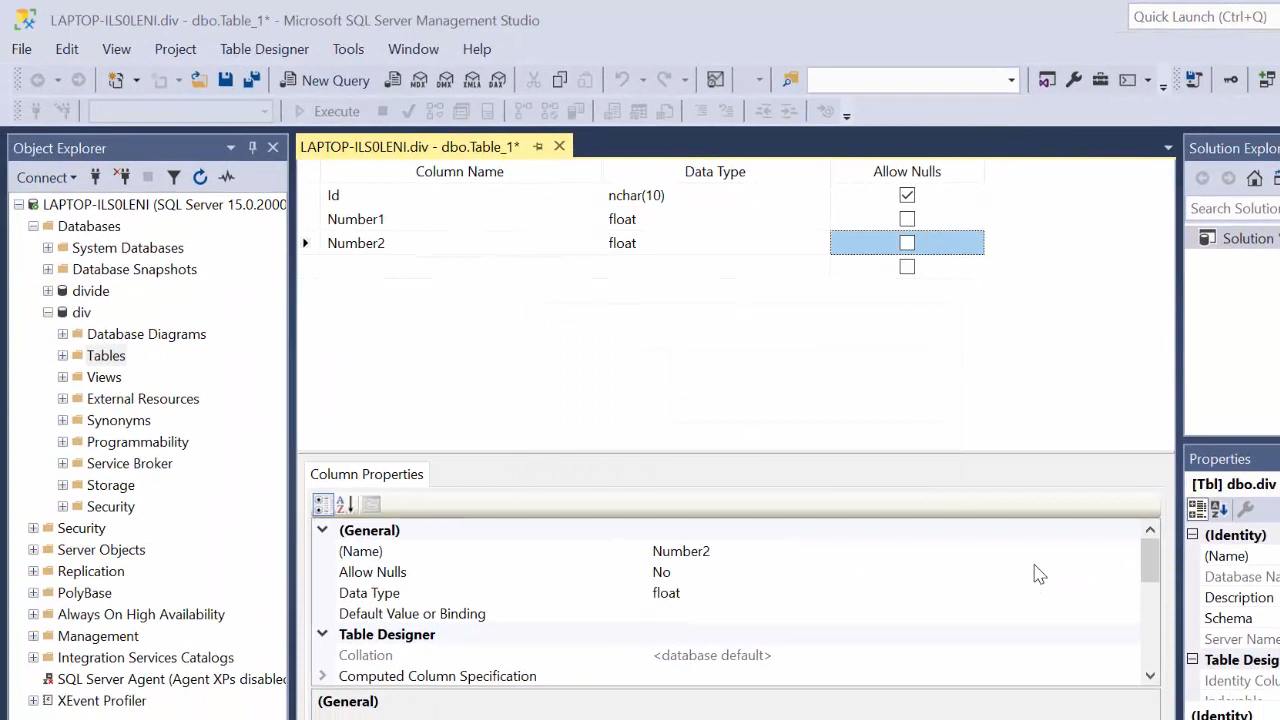 LAPTOP-ILS0LENI.div - dbo.Table_1* - Microsoft SQL Server Management Studio
Quick Launch (Ctrl+Q)
File Edit View Project Table Designer Tools Window Help
New Query
MDX DMX XMLA DAX
Execute
Object Explorer
Connect
LAPTOP-ILS0LENI (SQL Server 15.0.2000
Databases
System Databases
Database Snapshots
divide
div
Database Diagrams
Tables
Views
External Resources
Synonyms
Programmability
Service Broker
Storage
Security
Security
Server Objects
Replication
PolyBase
Always On High Availability
Management
Integration Services Catalogs
SQL Server Agent (Agent XPs disabled
XEvent Profiler
LAPTOP-ILS0LENI.div - dbo.Table_1*
Column Name Data Type Allow Nulls
Id nchar(10)
Number1 float
Number2 float
Column Properties
(General)
(Name) Number2
Allow Nulls No
Data Type float
Default Value or Binding
Table Designer
Collation <database default>
Computed Column Specification
(General)
Solution Explor
Search Solution
Solution '
Properties
[Tbl] dbo.div
(Identity)
(Name)
Database Na
Description
Schema
Server Name
Table Desig
Identity Colu
(Identity)